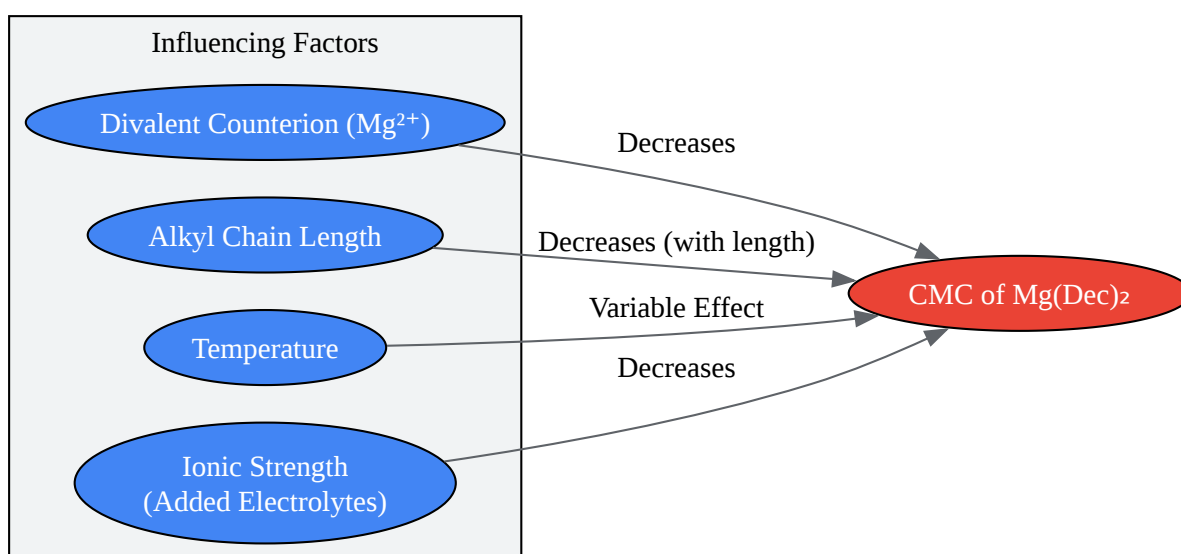 Influencing Factors
Divalent Counterion (Mg²⁺)
Decreases
Alkyl Chain Length
Decreases (with length)
CMC of Mg(Dec)₂
Variable Effect
Temperature
Decreases
Ionic Strength
(Added Electrolytes)